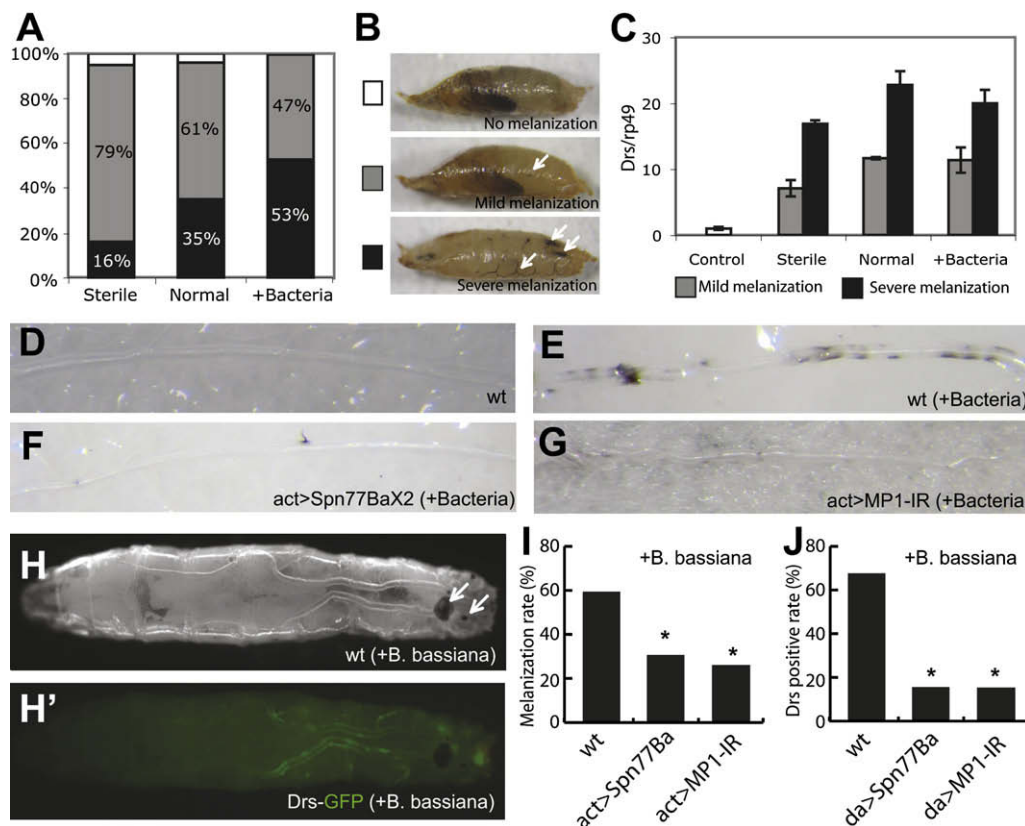 A
100%
80%
60%
40%
20%
0%
79%
16%
61%
35%
47%
53%
Sterile Normal +Bacteria
B
No melanization
Mild melanization
Severe melanization
C
Drs/rp49
30
20
10
0
Control Sterile Normal +Bacteria
Mild melanization Severe melanization
D
wt
E
wt (+Bacteria)
F
act>Spn77BaX2 (+Bacteria)
G
act>MP1-IR (+Bacteria)
H
wt (+B. bassiana)
H'
Drs-GFP (+B. bassiana)
I
+B. bassiana
Melanization rate (%)
80
60
40
20
0
* *
wt
act>Spn77Ba
act>MP1-IR
J
+B. bassiana
Drs positive rate (%)
80
60
40
20
0
* *
wt
da>Spn77Ba
da>MP1-IR